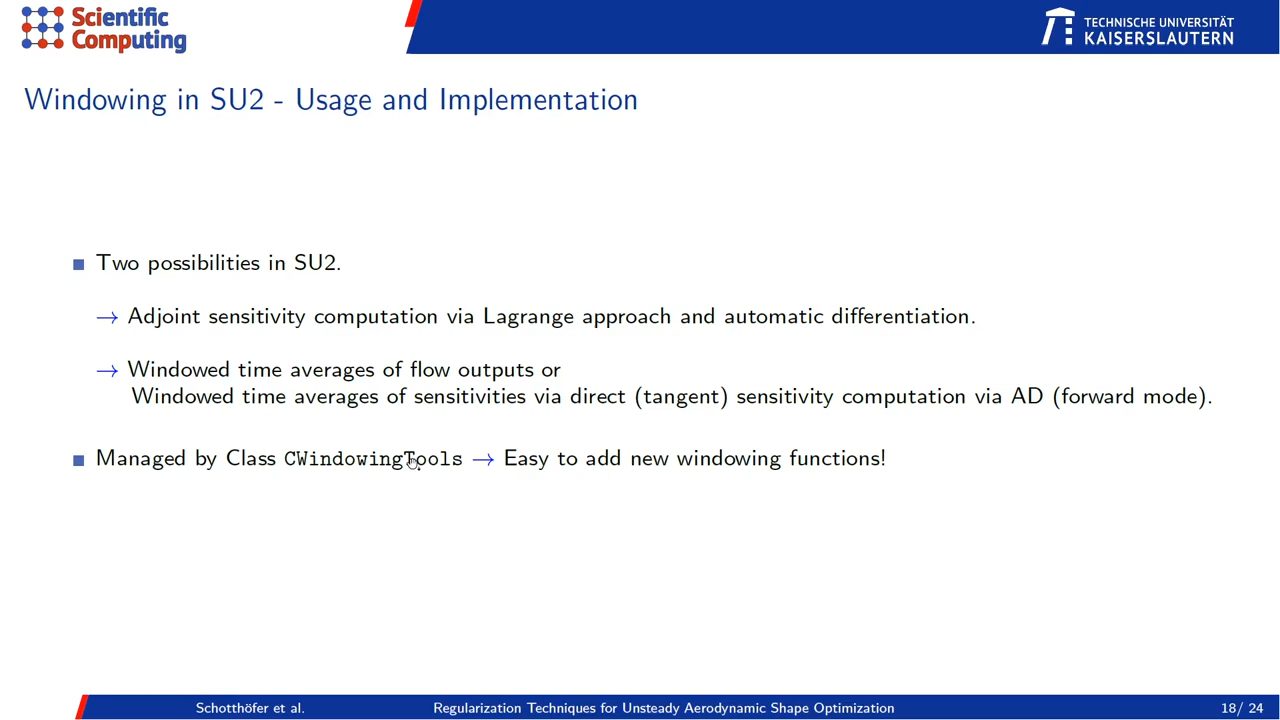 Scientific
Computing
TECHNISCHE UNIVERSITÄT
KAISERSLAUTERN
Windowing in SU2 - Usage and Implementation
Two possibilities in SU2.
→ Adjoint sensitivity computation via Lagrange approach and automatic differentiation.
→ Windowed time averages of flow outputs or
Windowed time averages of sensitivities via direct (tangent) sensitivity computation via AD (forward mode).
Managed by Class CWindowingTools → Easy to add new windowing functions!
Schotthöfer et al.
Regularization Techniques for Unsteady Aerodynamic Shape Optimization
18/ 24